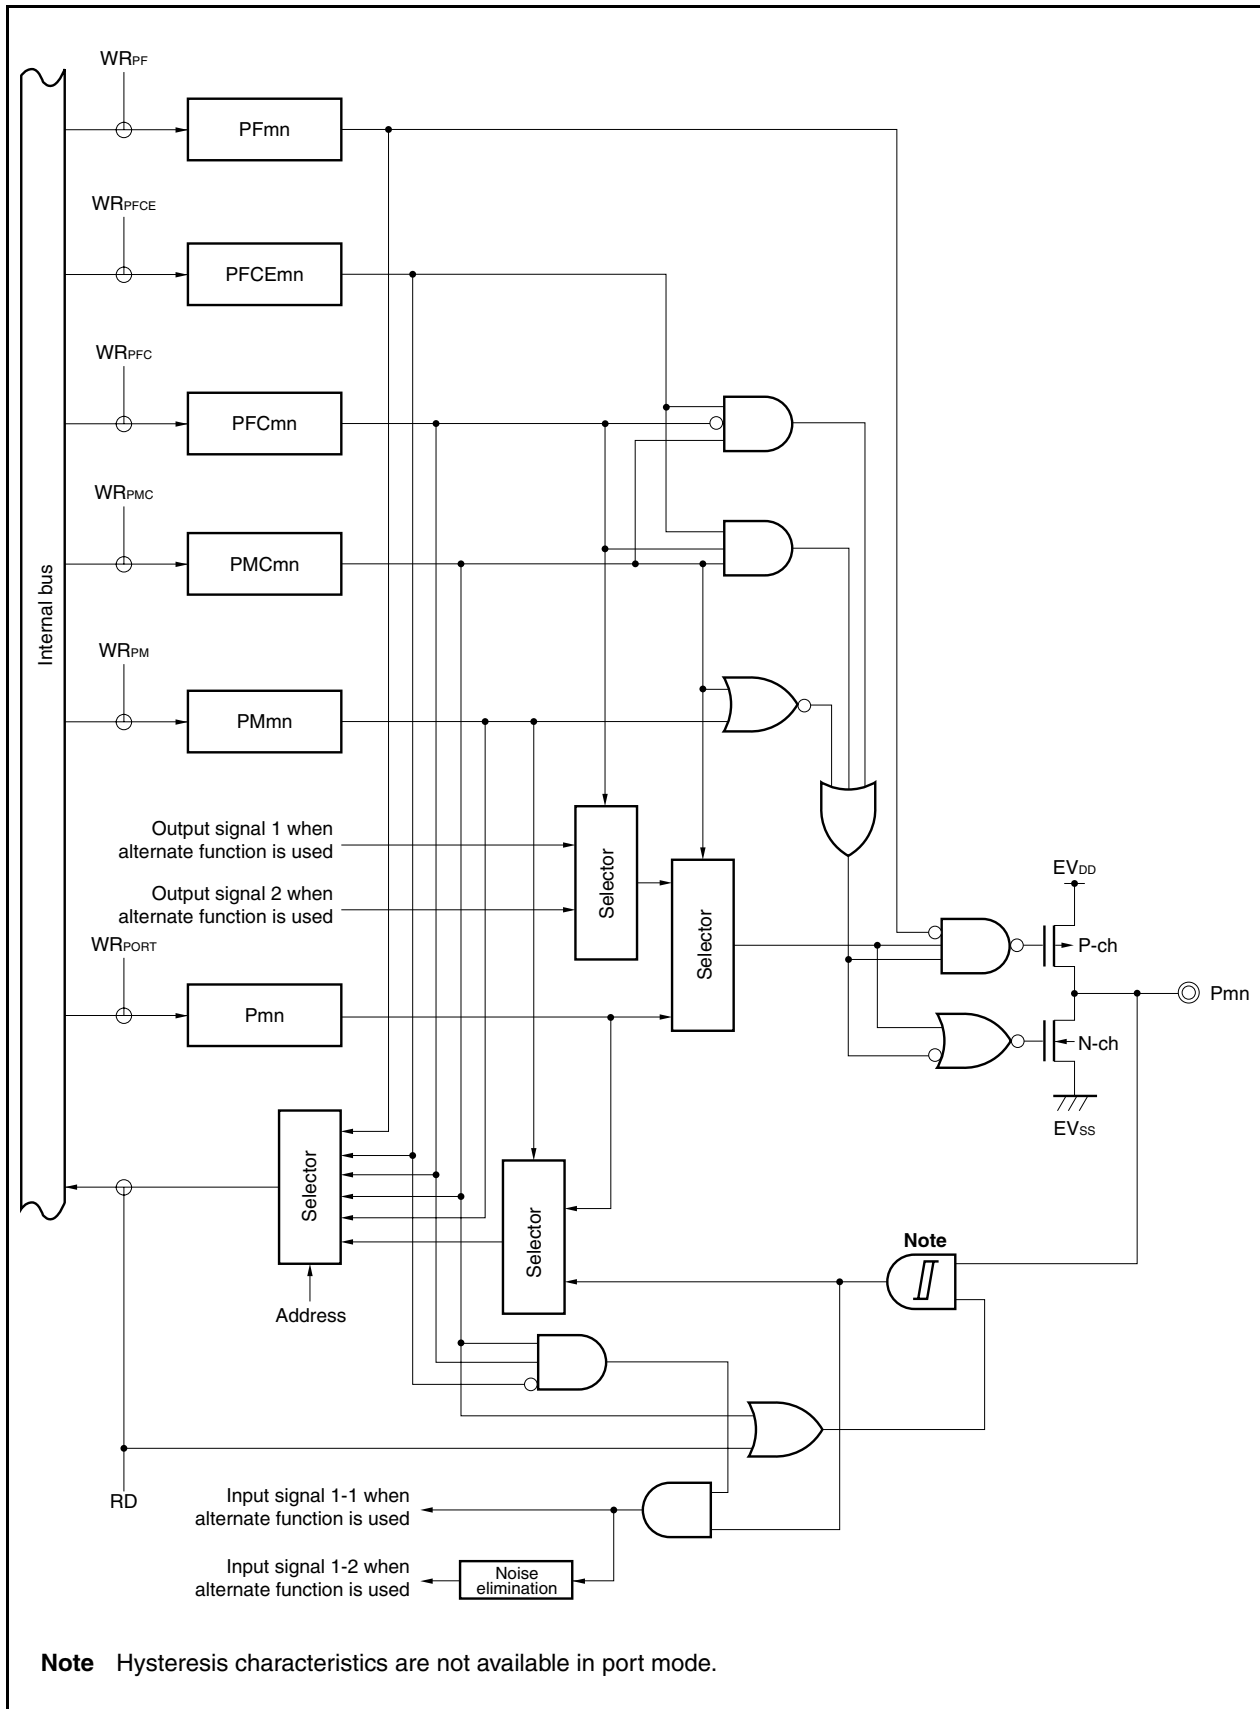 WRPF
PFmn
WRPFCE
PFCEmn
WRPFC
PFCmn
WRPMC
PMCmn
Internal bus
WRPM
PMmn
Output signal 1 when
alternate function is used
Output signal 2 when
alternate function is used
Selector
Selector
EVDD
P-ch
WRPORT
Pmn
Pmn
N-ch
EVSS
Selector
Selector
Address
Note
RD
Input signal 1-1 when
alternate function is used
Input signal 1-2 when
alternate function is used
Noise
elimination
Note Hysteresis characteristics are not available in port mode.